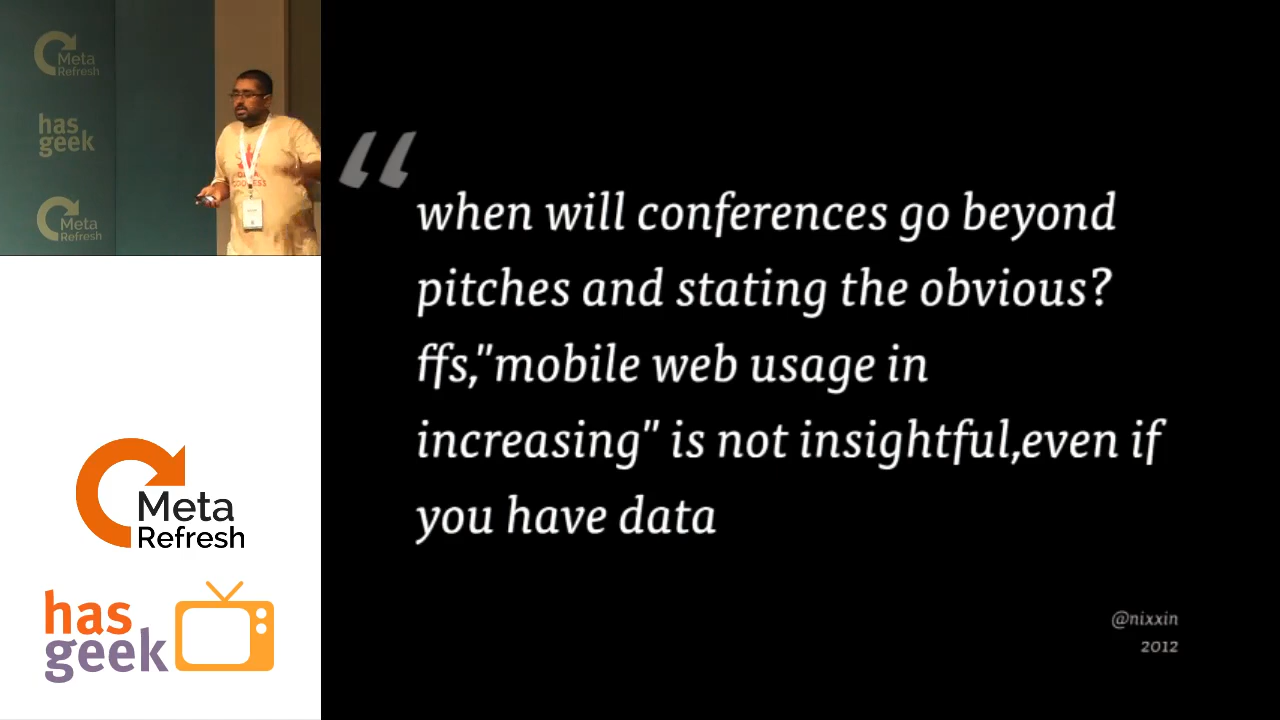 Meta
Refresh
has
geek
Meta
Refresh
“
when will conferences go beyond
pitches and stating the obvious?
ffs,"mobile web usage in
increasing" is not insightful,even if
you have data
@nixxin
2012
Meta
Refresh
has
geek